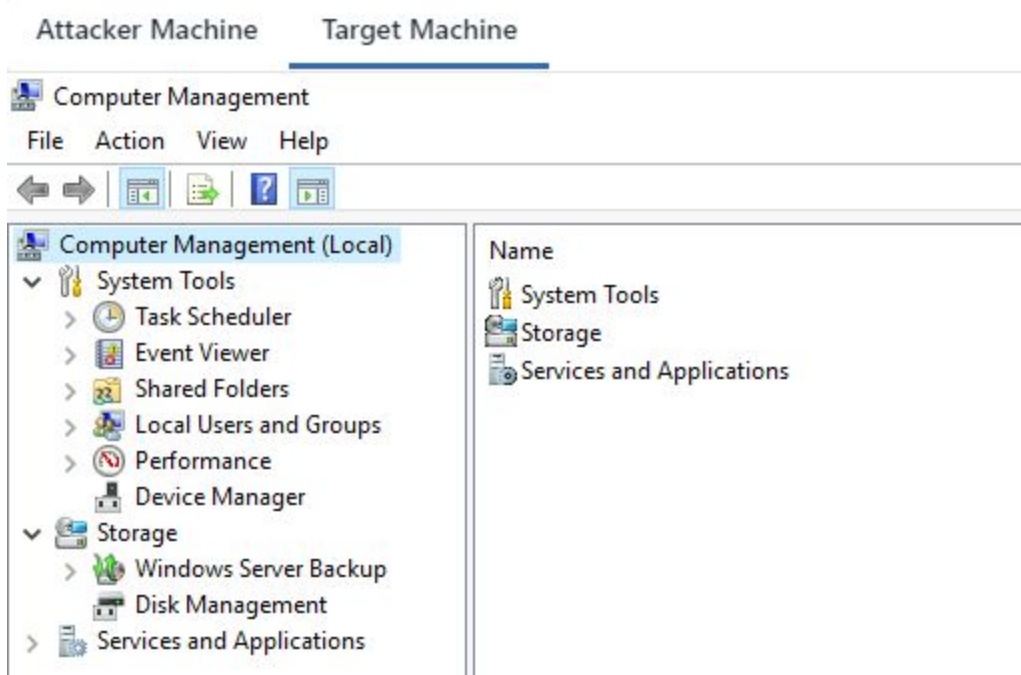 Attacker Machine Target Machine
Computer Management
File Action View Help
Computer Management (Local)
System Tools
Task Scheduler
Event Viewer
Shared Folders
Local Users and Groups
Performance
Device Manager
Storage
Windows Server Backup
Disk Management
Services and Applications
Name
System Tools
Storage
Services and Applications